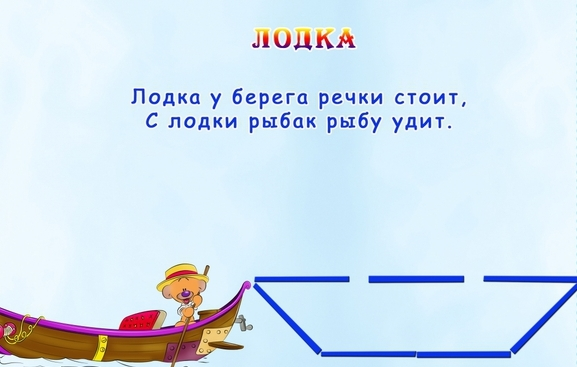 ЛОДКА
Лодка у берега речки стоит,
С лодки рыбак рыбу удит.